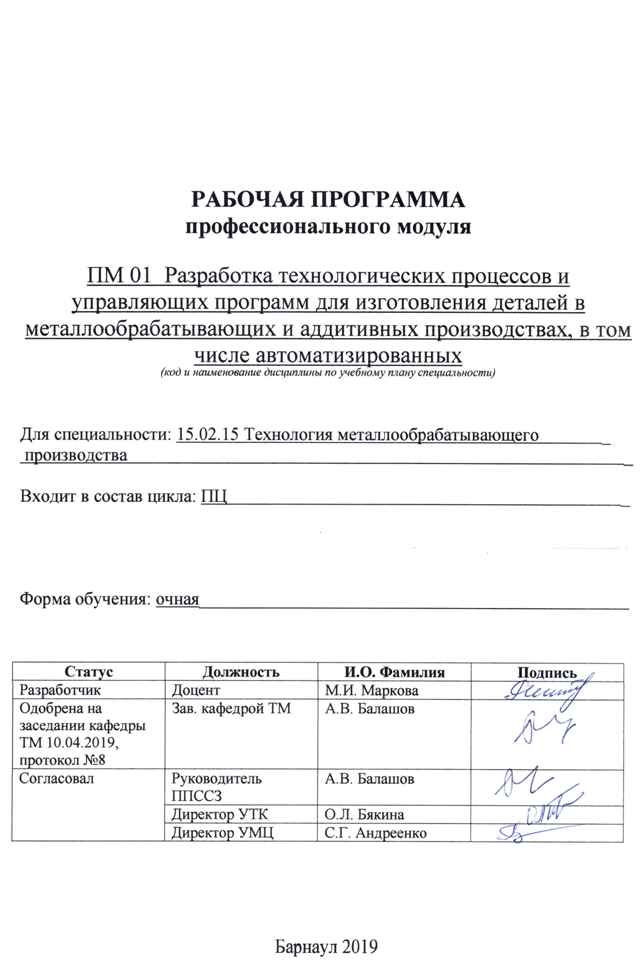 РАБОЧАЯ ПРОГРАММА
профессионального модуля
ПМ 01 Разработка технологических процессов и
управляющих программ для изготовления деталей в
металлообрабатывающих и аддитивных производствах, в том
числе автоматизированных
(код и наименование дисциплины по учебному плану специальности)
Для специальности: 15.02.15 Технология металлообрабатывающего
производства
Входит в состав цикла: ПЦ
Форма обучения: очная
Статус Должность И.О. Фамилия Подпись
Разработчик Доцент М.И. Маркова
Одобрена на Зав. кафедрой ТМ А.В. Балашов
заседании кафедры
ТМ 10.04.2019,
протокол №8
Согласовал Руководитель А.В. Балашов
ППССЗ
Директор УТК О.Л. Бякина
Директор УМЦ С.Г. Андреенко
Барнаул 2019